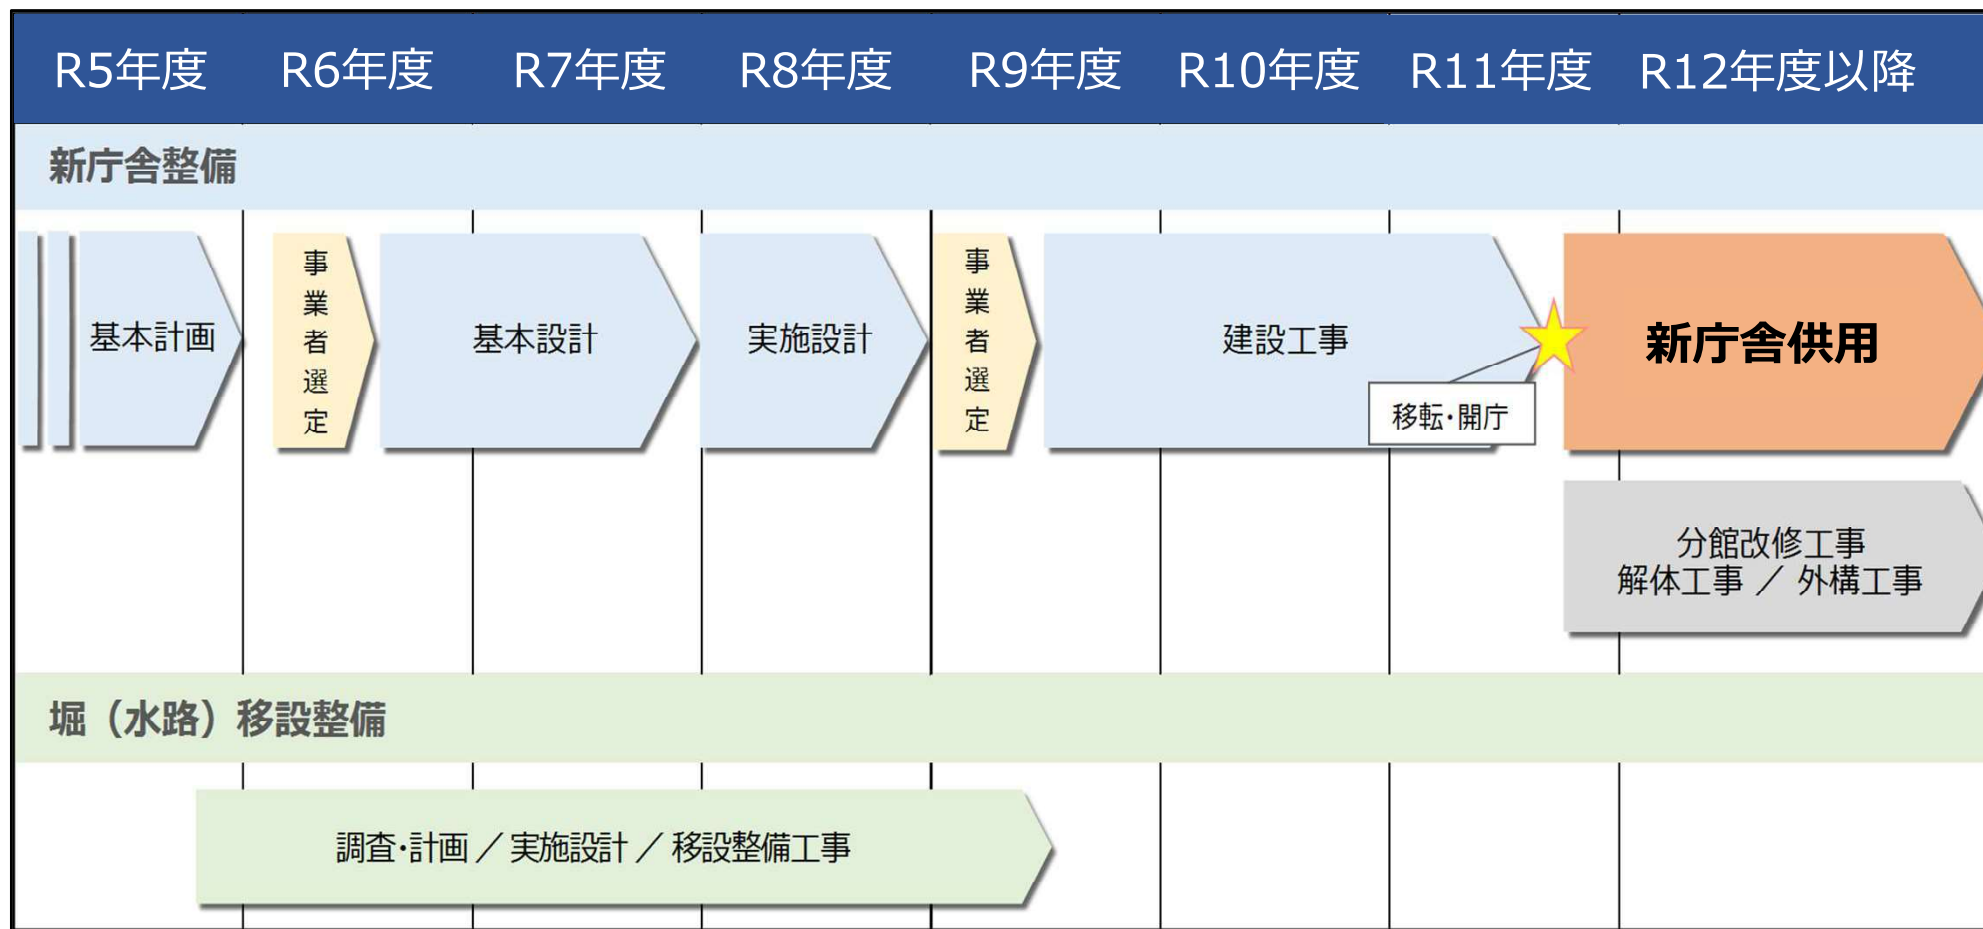 R5年度 R6年度 R7年度 R8年度 R9年度 R10年度 R11年度 R12年度以降
新庁舎整備
基本計画
事業者選定
基本設計
実施設計
事業者選定
建設工事
移転・開庁
新庁舎供用
分館改修工事
解体工事 ／ 外構工事
堀（水路）移設整備
調査・計画 ／ 実施設計 ／ 移設整備工事